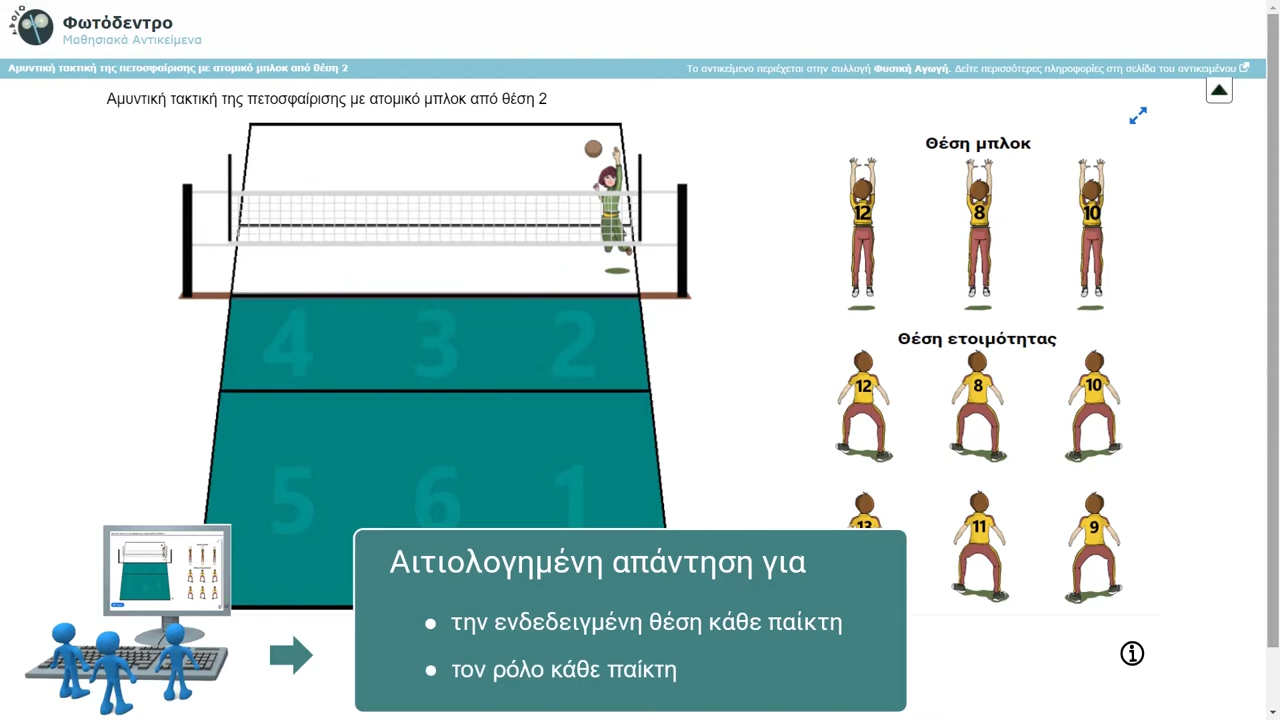 Φωτόδεντρο
Μαθησιακά Αντικείμενα
Αμυντική τακτική της πετοσφαίρισης με ατομικό μπλοκ από θέση 2
Το αντικείμενο περιέχεται στην συλλογή Φυσική Αγωγή. Δείτε περισσότερες πληροφορίες στη σελίδα του αντικειμένου
Αμυντική τακτική της πετοσφαίρισης με ατομικό μπλοκ από θέση 2
Θέση μπλοκ
12 8 10
Θέση ετοιμότητας
12 8 10
4 3 2
13 11 9
5 6 1
Αιτιολογημένη απάντηση για
• την ενδεδειγμένη θέση κάθε παίκτη
• τον ρόλο κάθε παίκτη